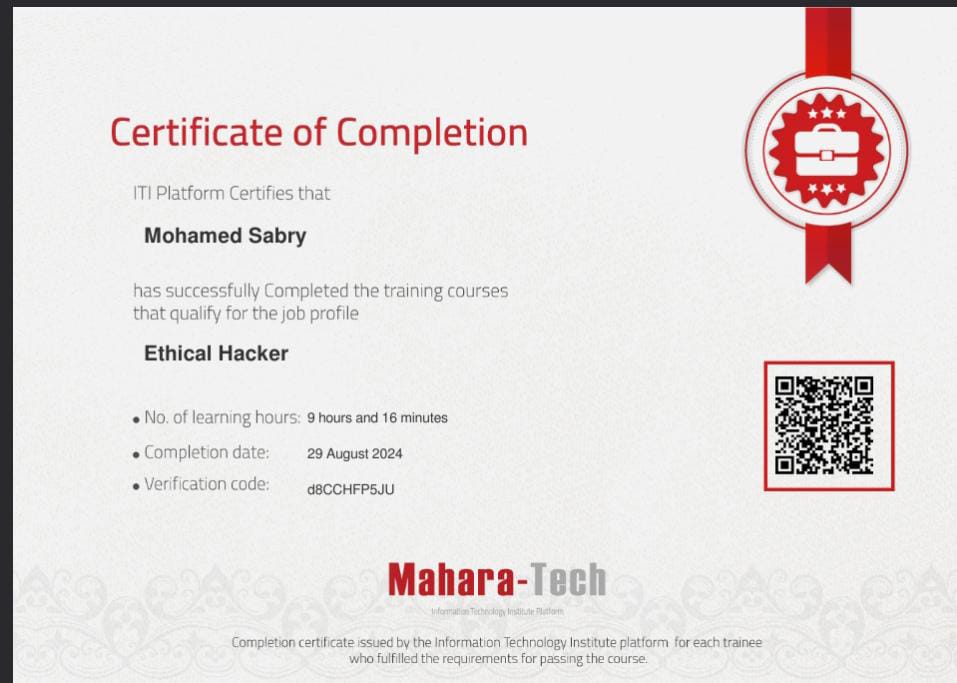 Certificate of Completion
ITI Platform Certifies that
Mohamed Sabry
has successfully Completed the training courses
that qualify for the job profile
Ethical Hacker
• No. of learning hours: 9 hours and 16 minutes
• Completion date: 29 August 2024
• Verification code: d8CCHFP5JU
Mahara-Tech
Information Technology Institute Platform
Completion certificate issued by the Information Technology Institute platform for each trainee
who fulfilled the requirements for passing the course.